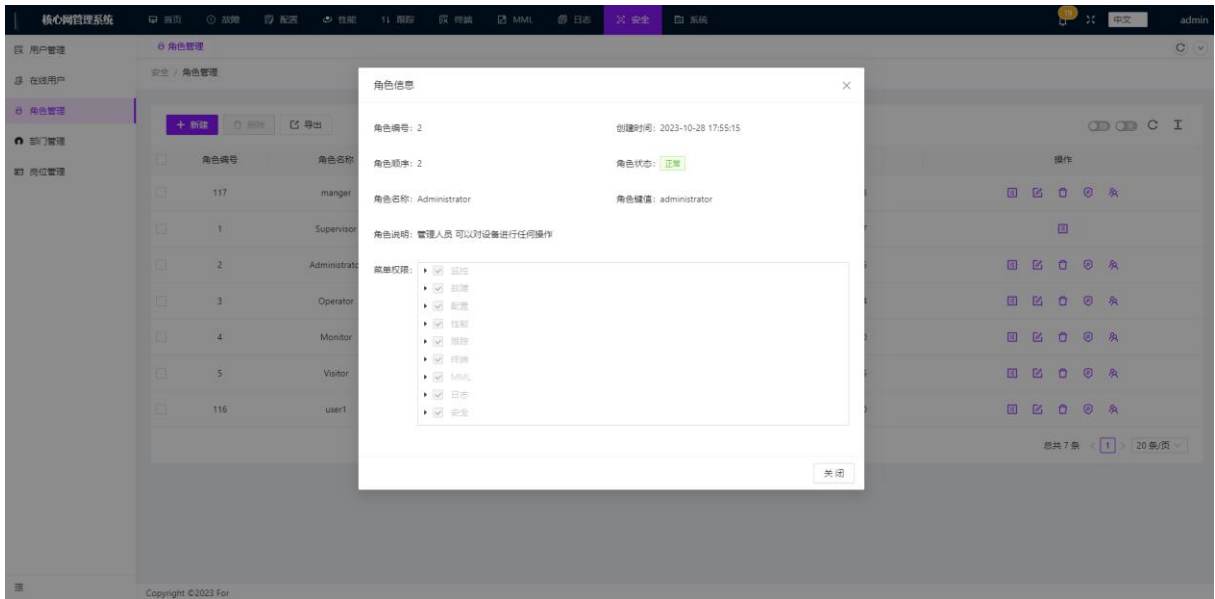 核心网管理系统 首页 故障 配置 性能 跟踪 终端 MML 日志 安全 系统 19 中文 admin
用户管理
在线用户
角色管理
部门管理
岗位管理
角色管理
安全 / 角色管理
新建 删除 导出
角色编号 角色名称 操作
117 manger
1 Supervisor
2 Administrato
3 Operator
4 Monitor
5 Visitor
116 user1
总共 7 条 < 1 > 20 条/页
角色信息
角色编号: 2 创建时间: 2023-10-28 17:55:15
角色顺序: 2 角色状态: 正常
角色名称: Administrator 角色键值: administrator
角色说明: 管理人员 可以对设备进行任何操作
菜单权限:
监控
故障
配置
性能
跟踪
终端
MML
日志
安全
关闭
Copyright ©2023 For